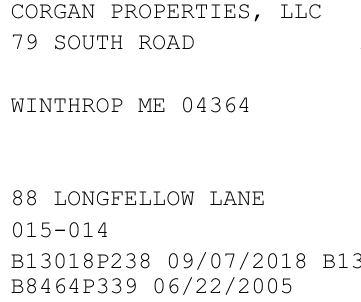 CORGAN PROPERTIES, LLC
79 SOUTH ROAD
WINTHROP ME 04364
88 LONGFELLOW LANE
015-014
B13018P238 09/07/2018 B13
B8464P339 06/22/2005